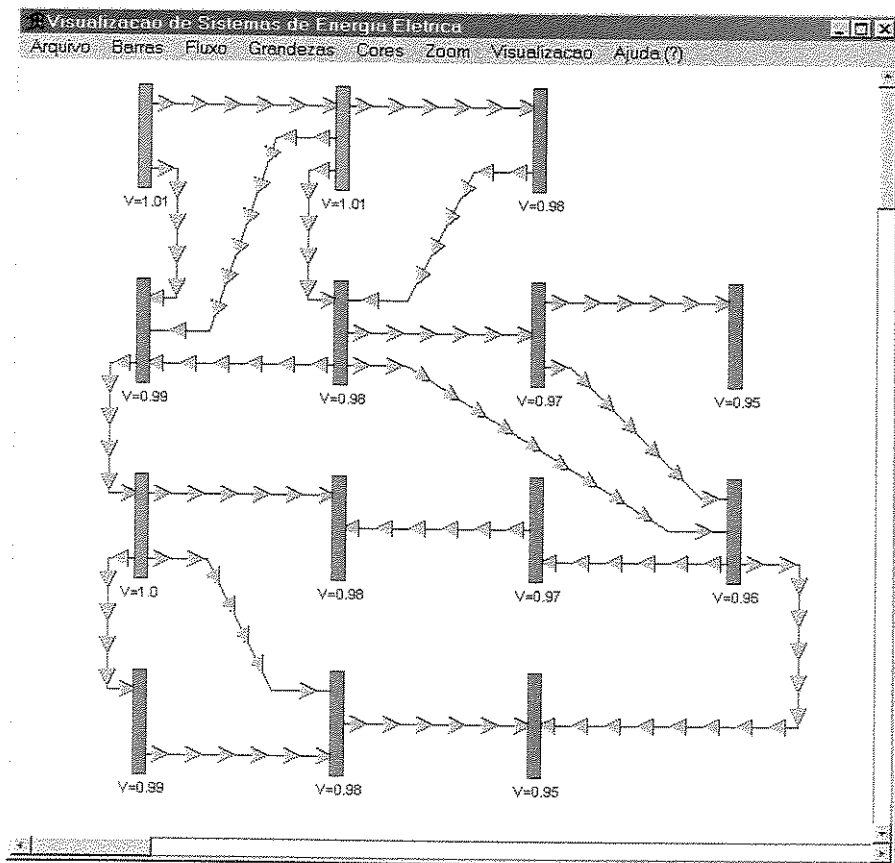 Visualizacao de Sistemas de Energia Eletrica
Arquivo Barras Fluxo Grandezas Cores Zoom Visualizacao Ajuda (?)
V=1.01 V=1.01 V=0.98
V=0.99 V=0.98 V=0.97 V=0.95
V=1.0 V=0.98 V=0.97 V=0.96
V=0.99 V=0.98 V=0.95